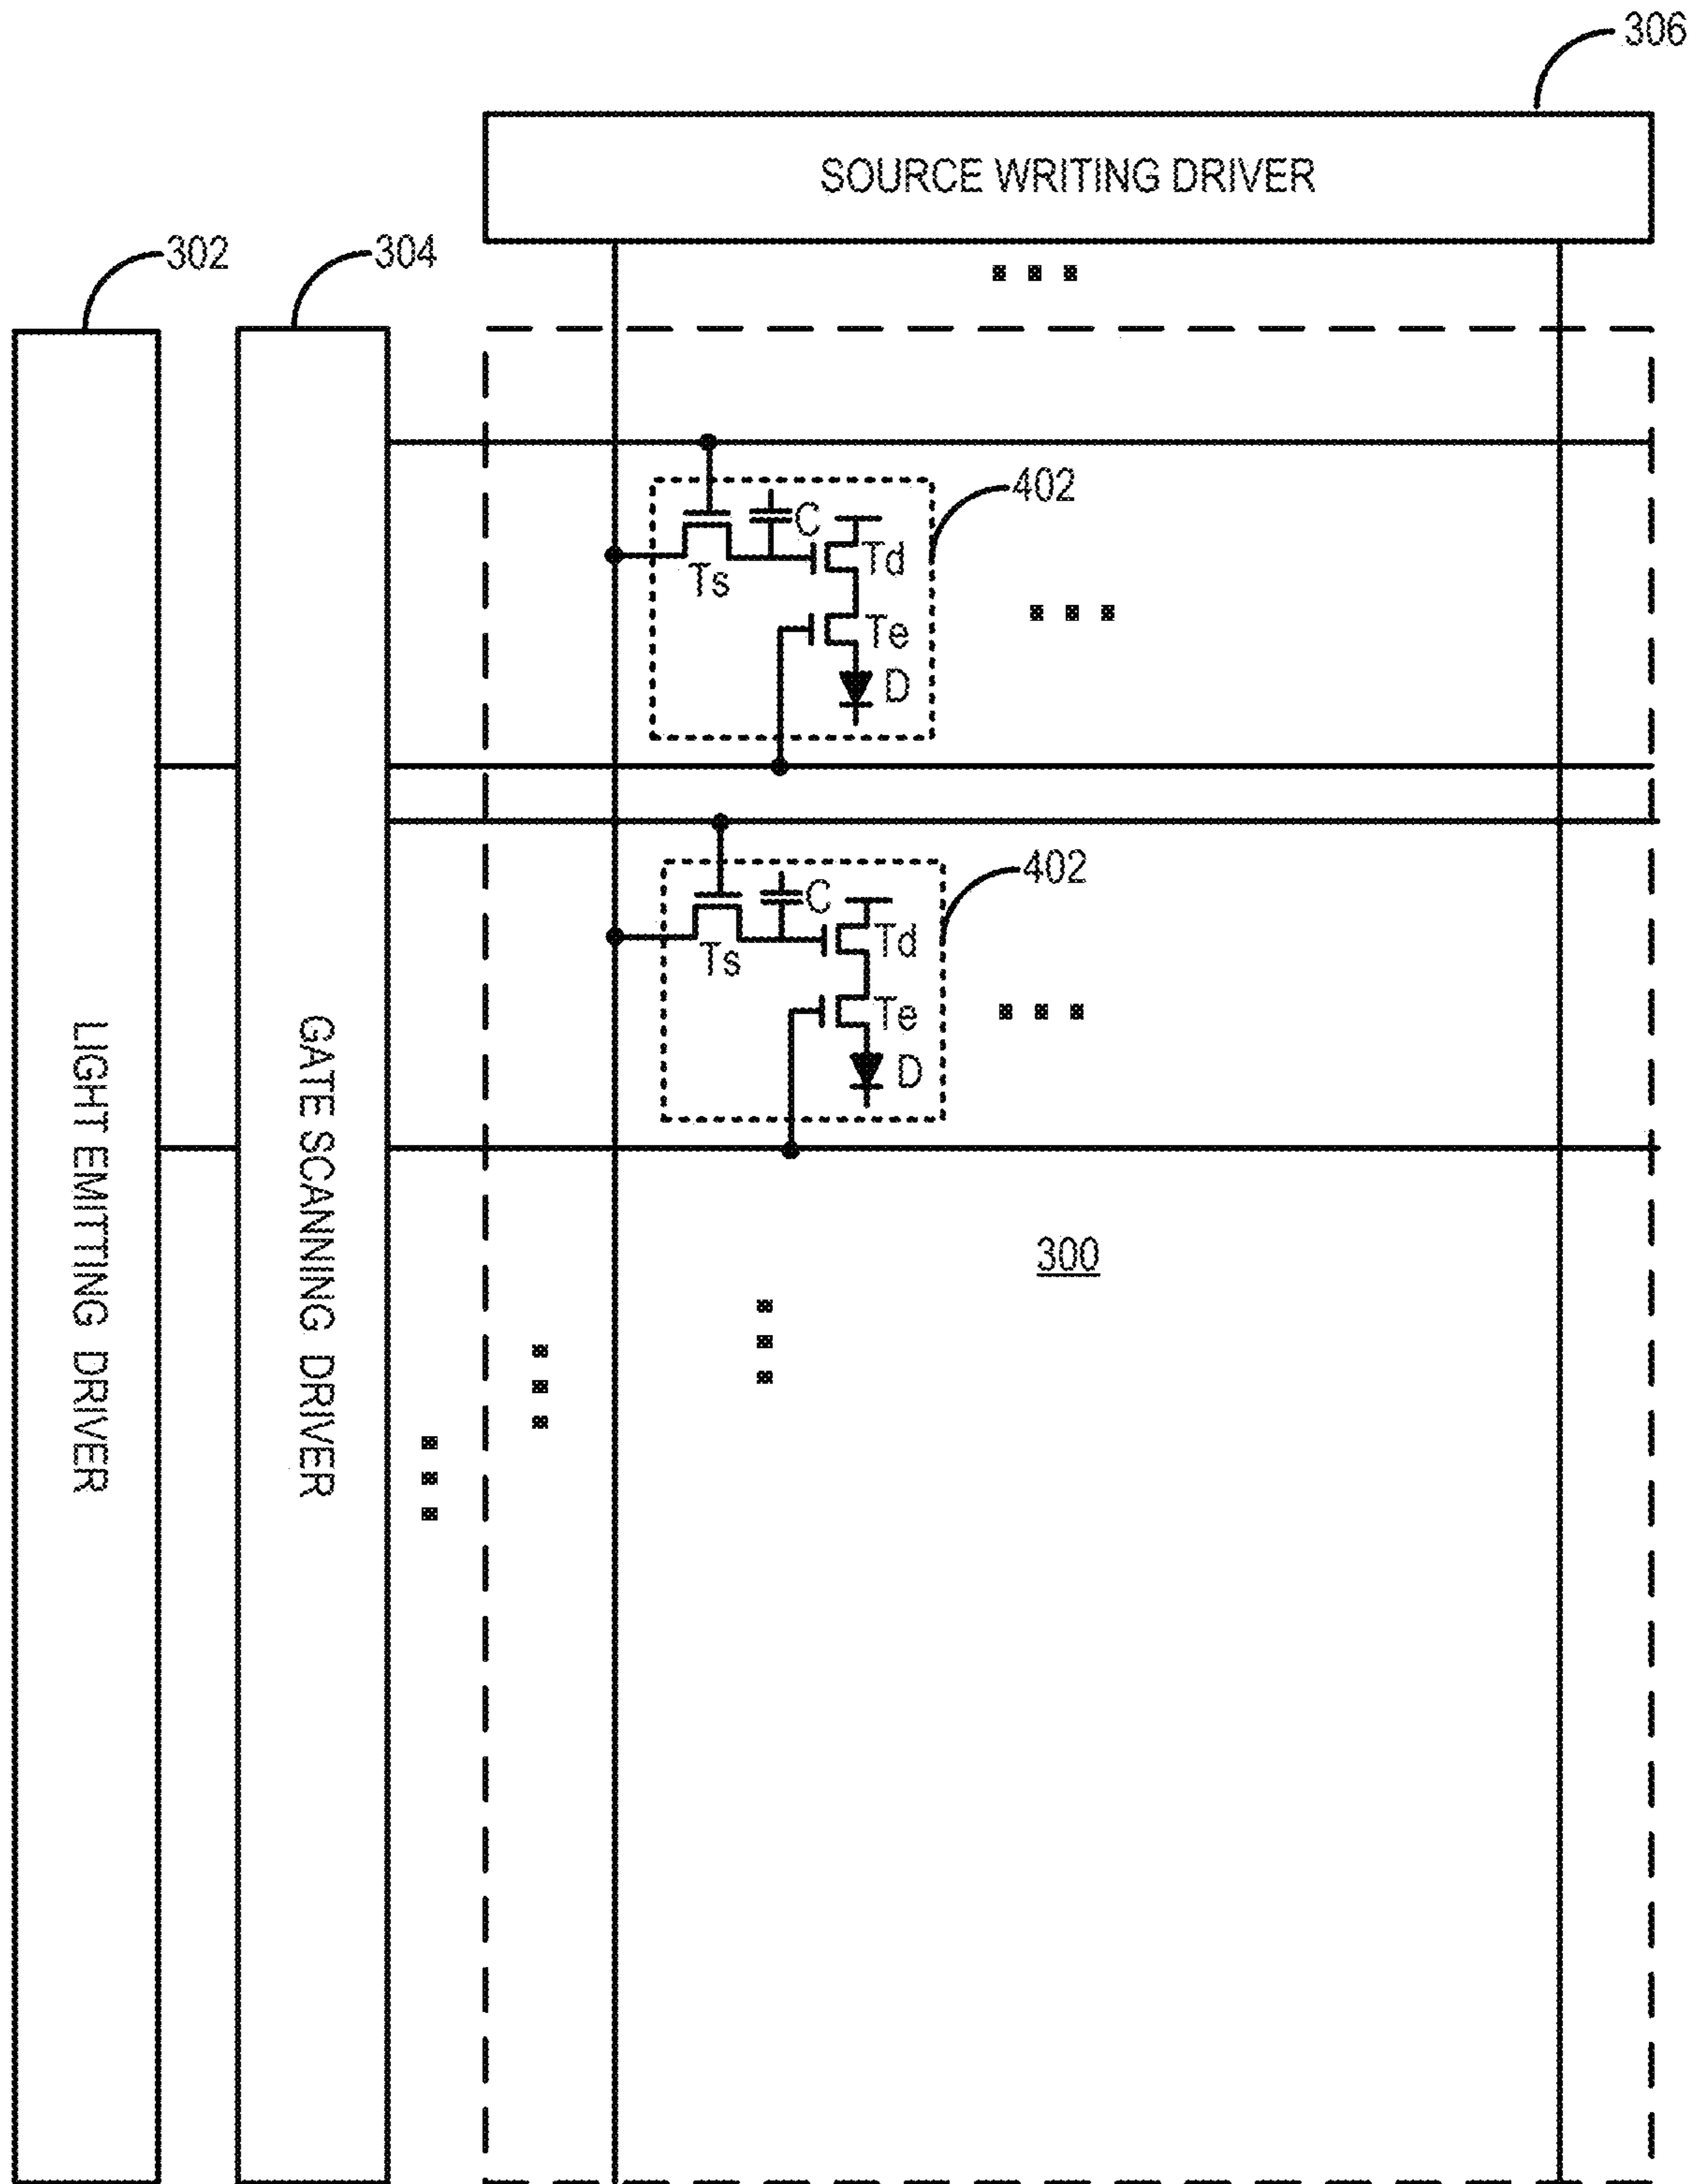 306
SOURCE WRITING DRIVER
302
304
402
C
Td
Ts
Te
D
402
C
Td
Ts
Te
D
LIGHT EMITTING DRIVER
GATE SCANNING DRIVER
300